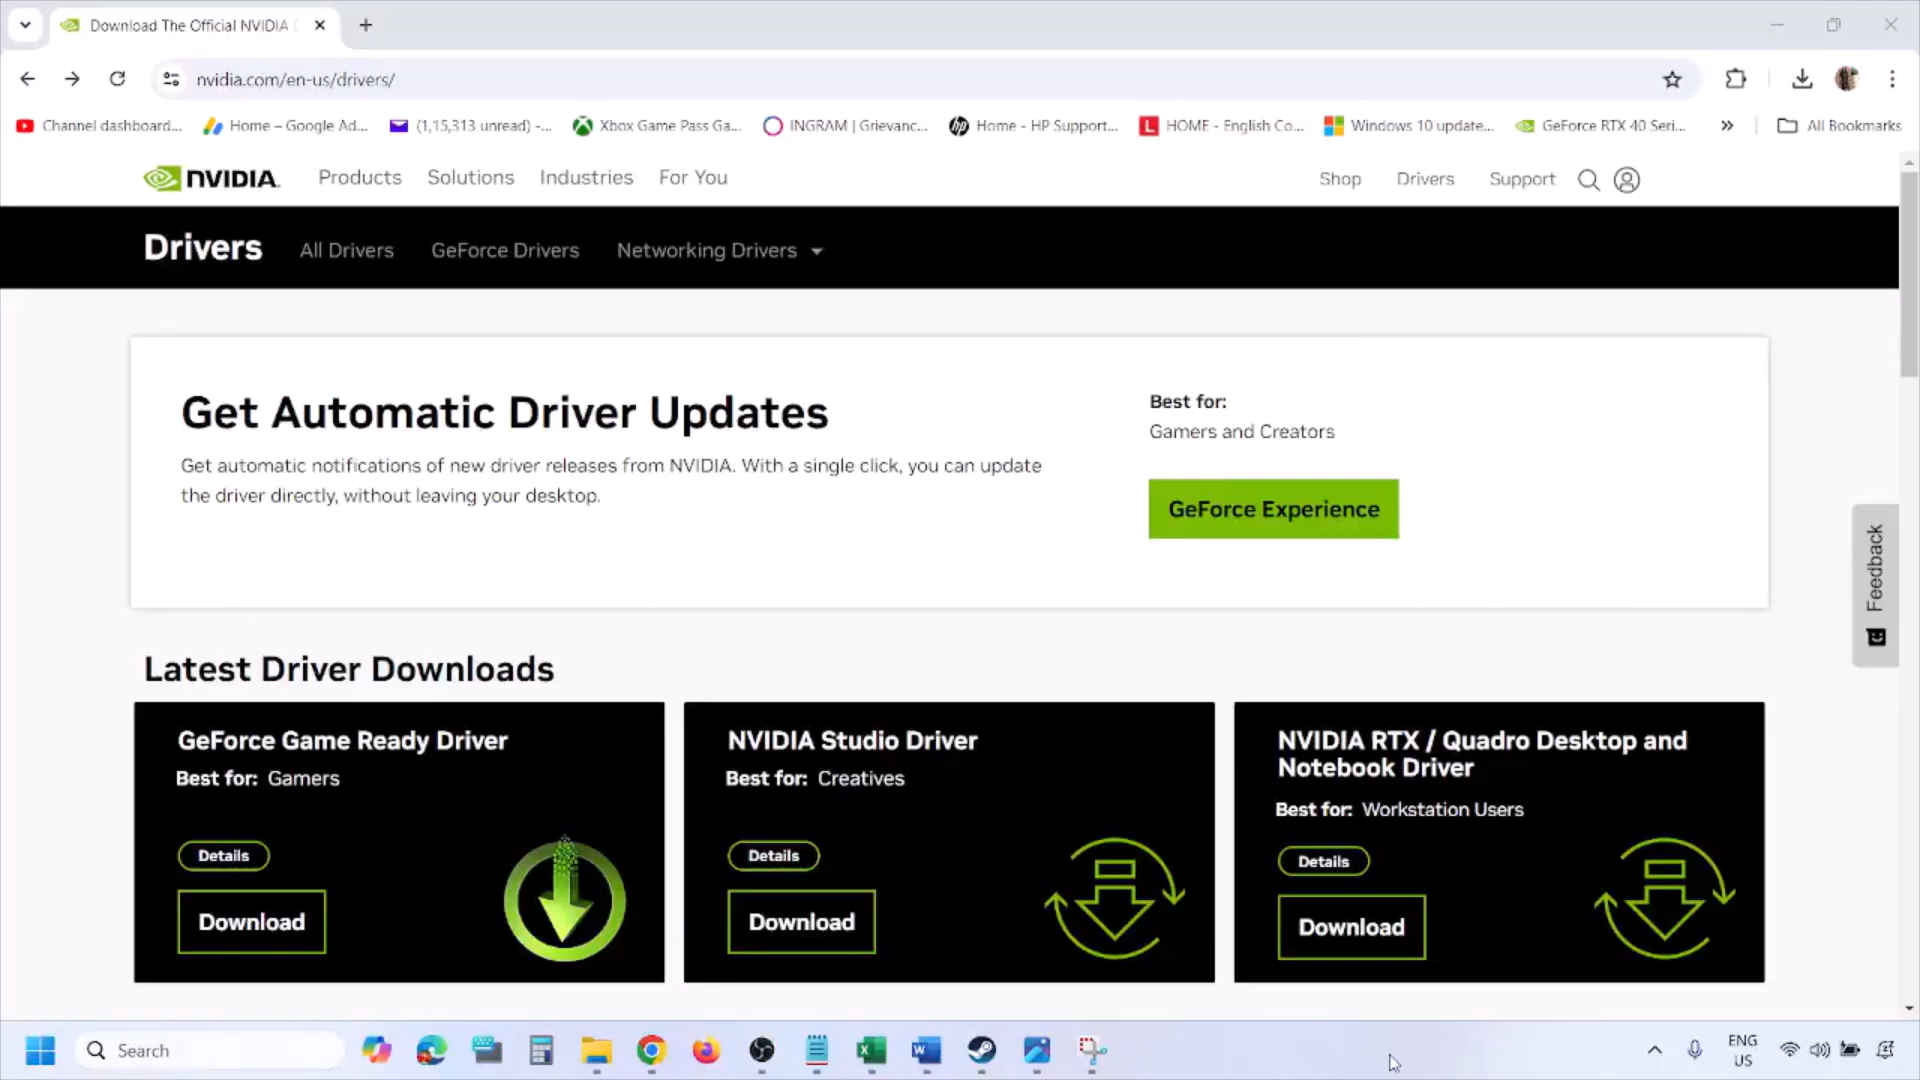 Download The Official NVIDIA
nvidia.com/en-us/drivers/
Channel dashboard...
Home – Google Ad...
(1,15,313 unread) -...
Xbox Game Pass Ga...
INGRAM | Grievanc...
Home - HP Support...
HOME - English Co...
Windows 10 update...
GeForce RTX 40 Seri...
All Bookmarks
NVIDIA.
Products
Solutions
Industries
For You
Shop
Drivers
Support
Drivers
All Drivers
GeForce Drivers
Networking Drivers
Get Automatic Driver Updates
Get automatic notifications of new driver releases from NVIDIA. With a single click, you can update
the driver directly, without leaving your desktop.
Best for:
Gamers and Creators
GeForce Experience
Feedback
Latest Driver Downloads
GeForce Game Ready Driver
Best for: Gamers
Details
Download
NVIDIA Studio Driver
Best for: Creatives
Details
Download
NVIDIA RTX / Quadro Desktop and
Notebook Driver
Best for: Workstation Users
Details
Download
Search
ENG
US